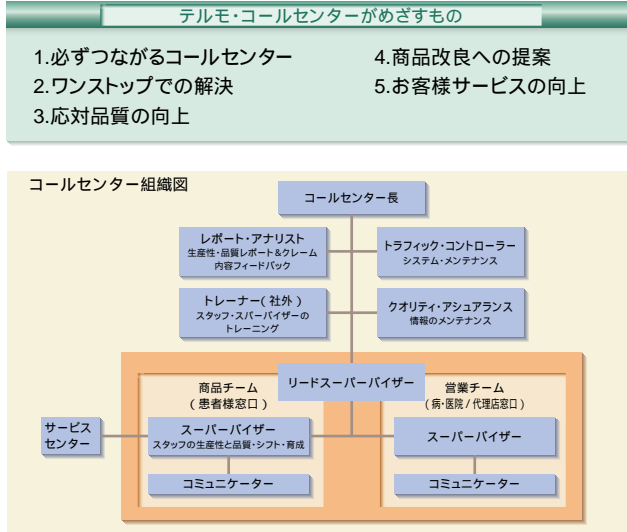 テルモ・コールセンターがめざすもの
1.必ずつながるコールセンター
2.ワンストップでの解決
3.応対品質の向上
4.商品改良への提案
5.お客様サービスの向上
コールセンター組織図
コールセンター長
レポート・アナリスト
生産性・品質レポート&クレーム
内容フィードバック
トラフィック・コントローラー
システム・メンテナンス
トレーナー(社外)
スタッフ・スパーバイザーの
トレーニング
クオリティ・アシュアランス
情報のメンテナンス
リードスーパーバイザー
商品チーム
(患者様窓口)
営業チーム
(病・医院/代理店窓口)
サービス
センター
スーパーバイザー
スタッフの生産性と品質・シフト・育成
スーパーバイザー
コミュニケーター
コミュニケーター